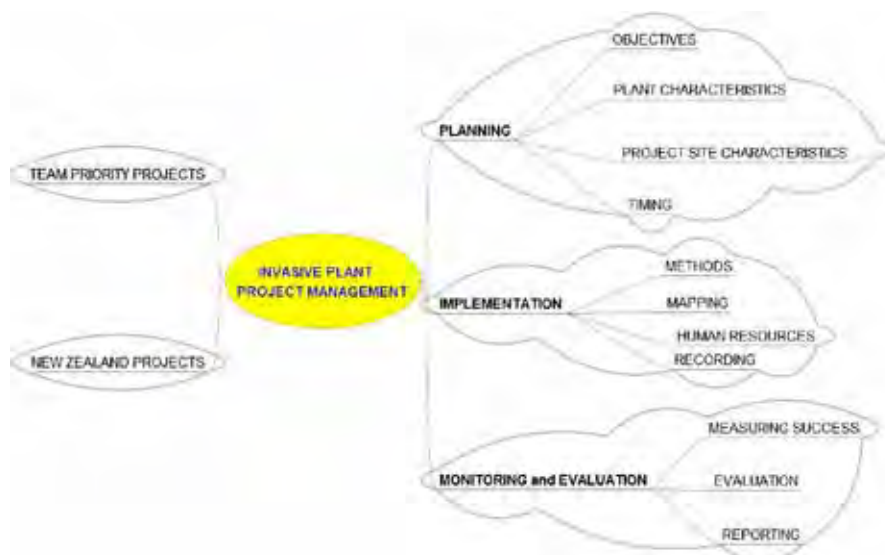 TEAM PRIORITY PROJECTS
NEW ZEALAND PROJECTS
INVASIVE PLANT
PROJECT MANAGEMENT
PLANNING
OBJECTIVES
PLANT CHARACTERISTICS
PROJECT SITE CHARACTERISTICS
TIMING
IMPLEMENTATION
METHODS
MAPPING
HUMAN RESOURCES
RECORDING
MONITORING and EVALUATION
MEASURING SUCCESS
EVALUATION
REPORTING